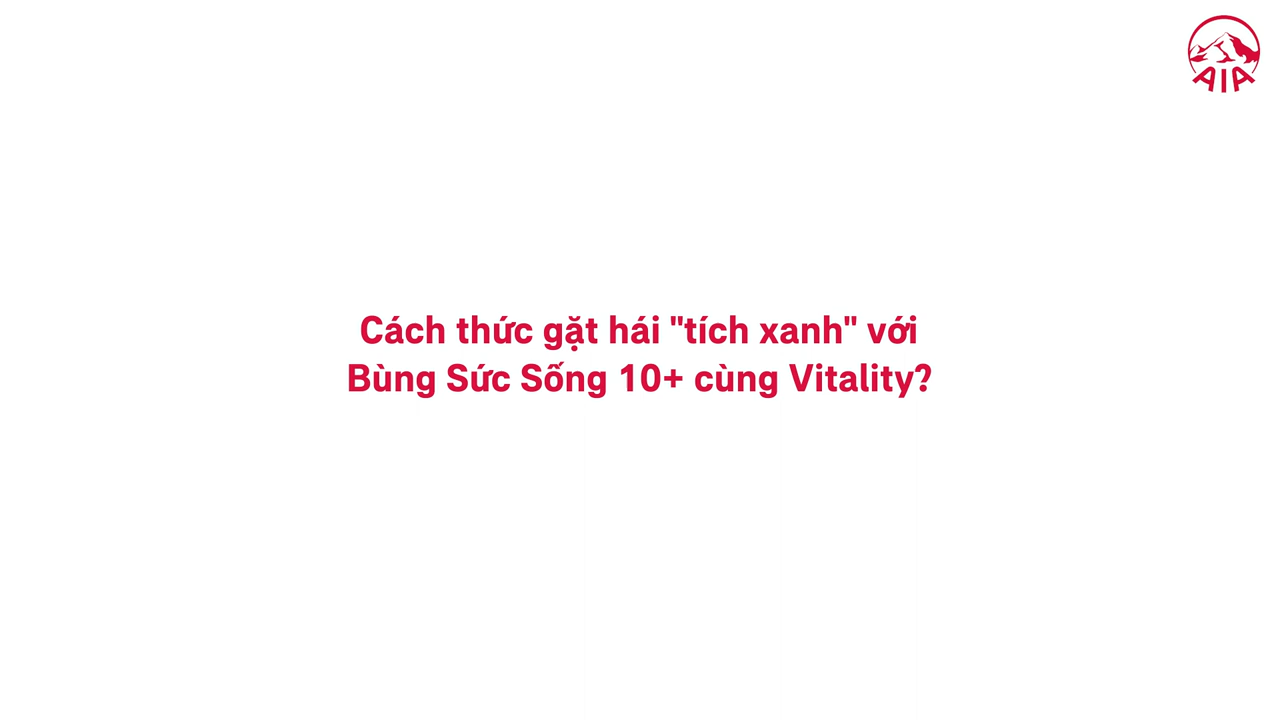 AIA
Cách thức gặt hái "tích xanh" với
Bùng Sức Sống 10+ cùng Vitality?